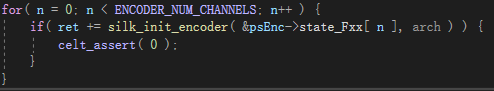 for( n = 0; n < ENCODER_NUM_CHANNELS; n++ ) {
    if( ret += silk_init_encoder( &psEnc->state_Fxx[ n ], arch ) ) {
        celt_assert( 0 );
    }
}